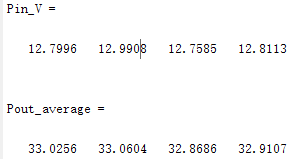 Pin_V =
12.7996 12.9908 12.7585 12.8113
Pout_average =
33.0256 33.0604 32.8686 32.9107